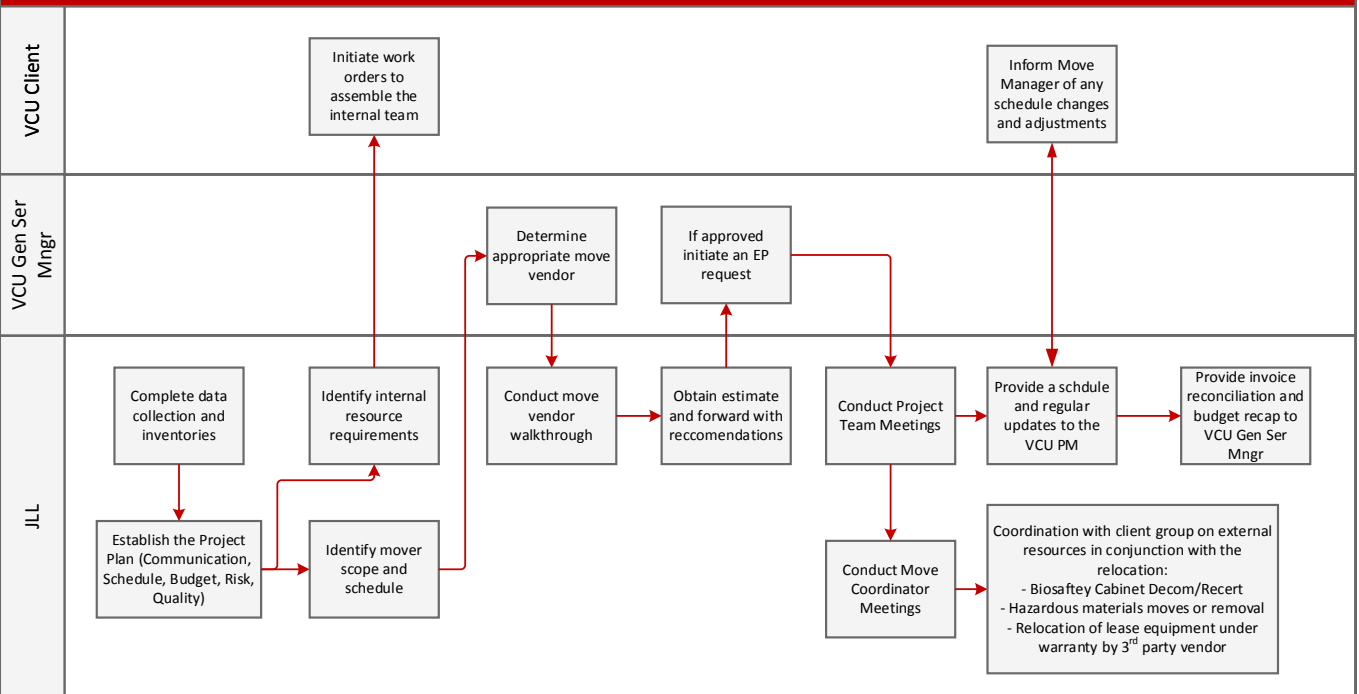 VCU Client
Initiate work
orders to
assemble the
internal team
Inform Move
Manager of any
schedule changes
and adjustments
VCU Gen Ser
Mngr
Determine
appropriate move
vendor
If approved
initiate an EP
request
JLL
Complete data
collection and
inventories
Identify internal
resource
requirements
Conduct move
vendor
walkthrough
Obtain estimate
and forward with
reccomendations
Conduct Project
Team Meetings
Provide a schdule
and regular
updates to the
VCU PM
Provide invoice
reconciliation and
budget recap to
VCU Gen Ser
Mngr
Establish the Project
Plan (Communication,
Schedule, Budget, Risk,
Quality)
Identify mover
scope and
schedule
Conduct Move
Coordinator
Meetings
Coordination with client group on external
resources in conjunction with the
relocation:
- Biosaftey Cabinet Decom/Recert
- Hazardous materials moves or removal
- Relocation of lease equipment under
warranty by 3rd party vendor